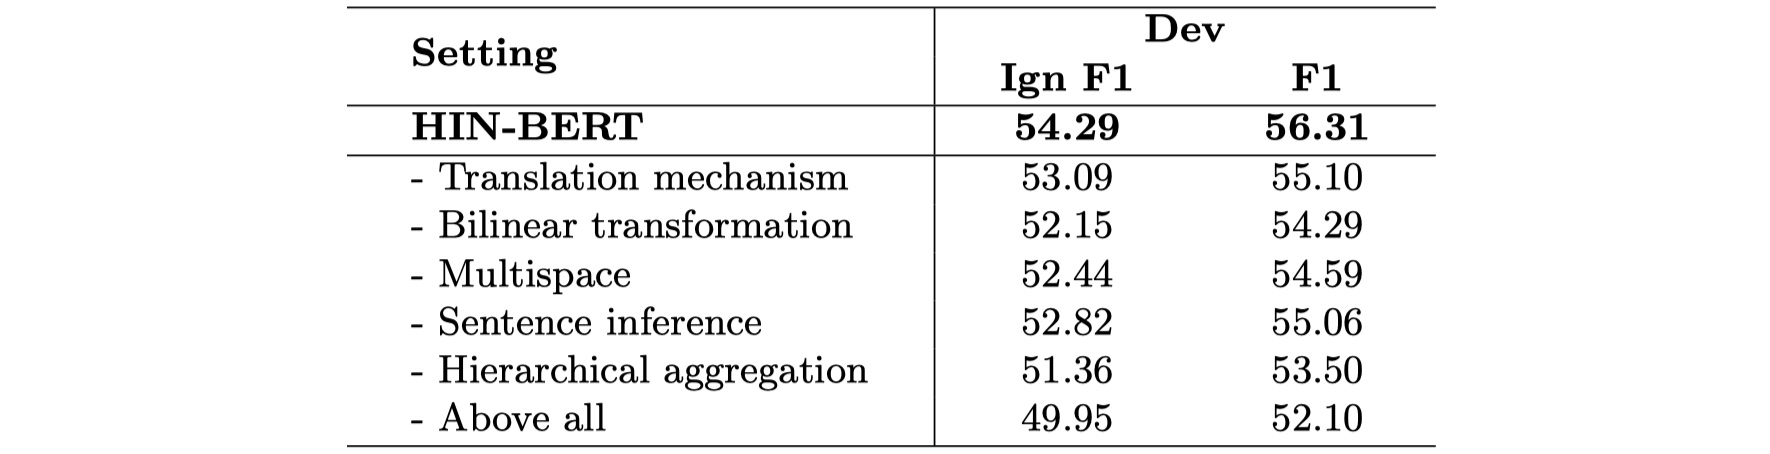 Setting Dev
Ign F1 F1
HIN-BERT 54.29 56.31
- Translation mechanism 53.09 55.10
- Bilinear transformation 52.15 54.29
- Multispace 52.44 54.59
- Sentence inference 52.82 55.06
- Hierarchical aggregation 51.36 53.50
- Above all 49.95 52.10